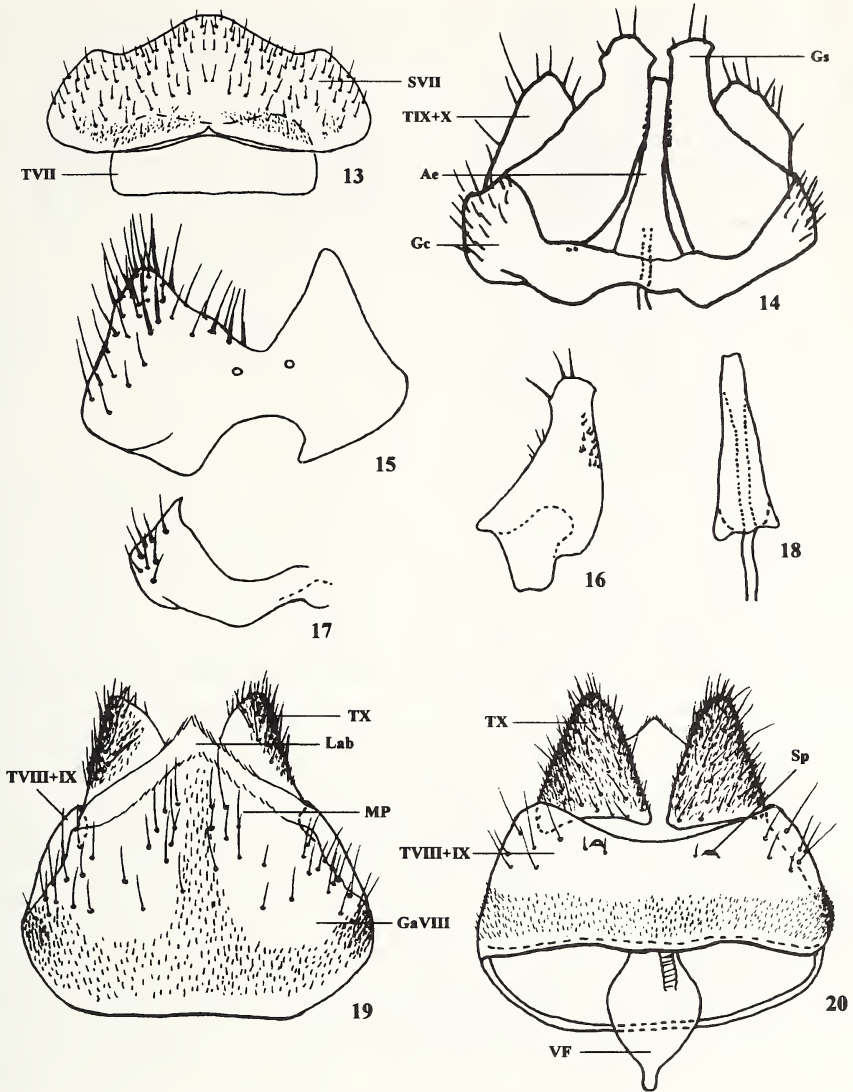 SVII
TVII
13
Gs
TIX+X
Ae
Gc
14
15
16
17
18
TX
Lab
TVIII+IX
MP
GaVIII
19
TX
Sp
TVIII+IX
VF
20